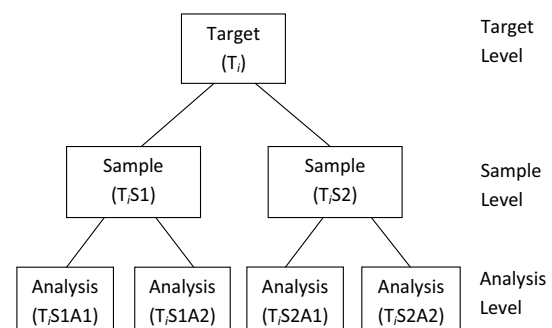 Target
(Tᵢ)
Target
Level
Sample
(TᵢS1)
Sample
(TᵢS2)
Sample
Level
Analysis
(TᵢS1A1)
Analysis
(TᵢS1A2)
Analysis
(TᵢS2A1)
Analysis
(TᵢS2A2)
Analysis
Level